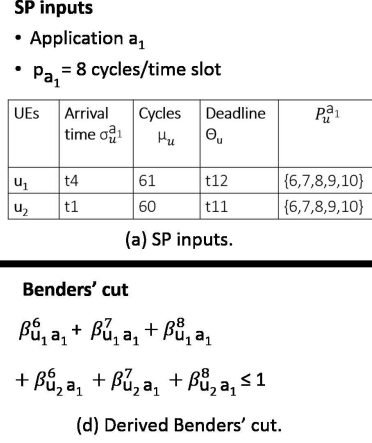 SP inputs
• Application a₁
• pₐ₁ = 8 cycles/time slot
UEs Arrival time σᵤᵃ¹ Cycles μᵤ Deadline Θᵤ Pᵤᵃ¹
u₁ t4 61 t12 {6,7,8,9,10}
u₂ t1 60 t11 {6,7,8,9,10}
(a) SP inputs.
Benders' cut
β⁶u₁a₁ + β⁷u₁a₁ + β⁸u₁a₁
+ β⁶u₂a₁ + β⁷u₂a₁ + β⁸u₂a₁ ≤ 1
(d) Derived Benders' cut.